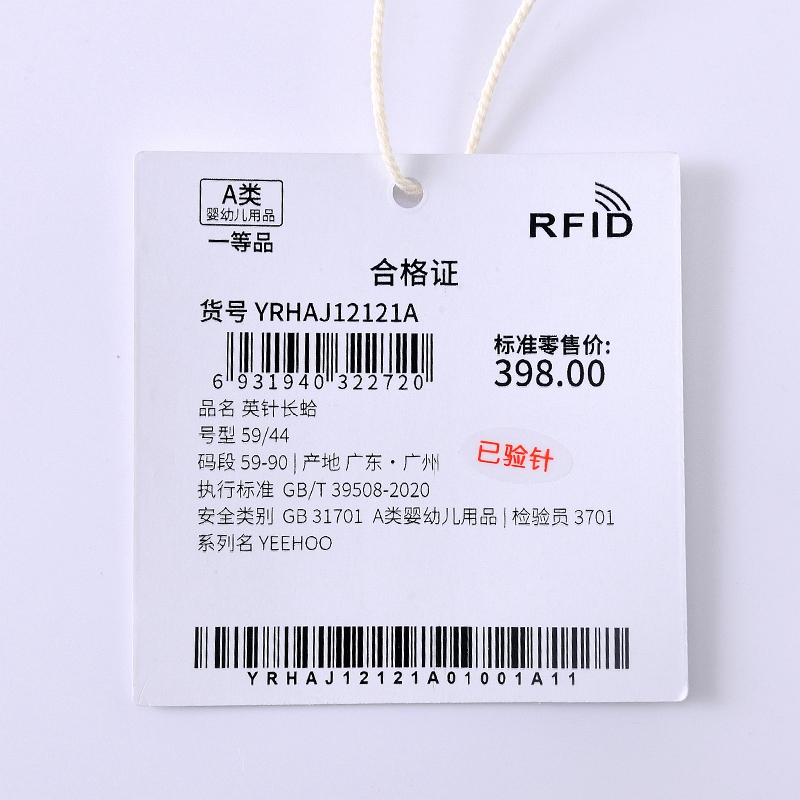 A类
婴幼儿用品
一等品
RFID
合格证
货号 YRHAJ12121A
6 931940 322720
标准零售价:
398.00
品名 英针长蛤
号型 59/44
码段 59-90 | 产地 广东·广州
已验针
执行标准 GB/T 39508-2020
安全类别 GB 31701 A类婴幼儿用品 | 检验员 3701
系列名 YEEHOO
YRHAJ12121A01001A11